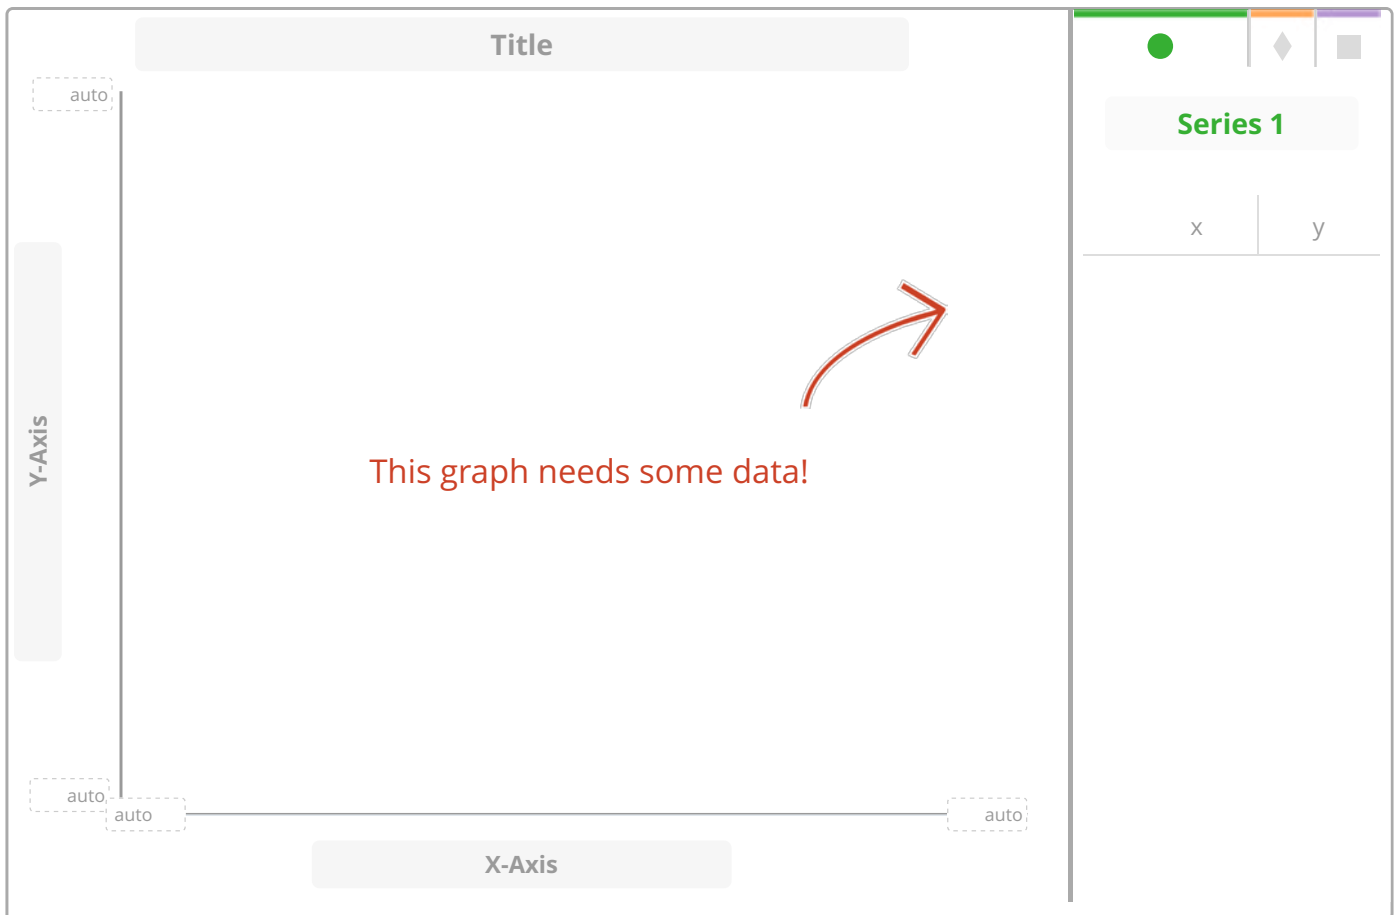 Title
auto
Y-Axis
This graph needs some data!
auto
auto
auto
X-Axis
Series 1
x
y